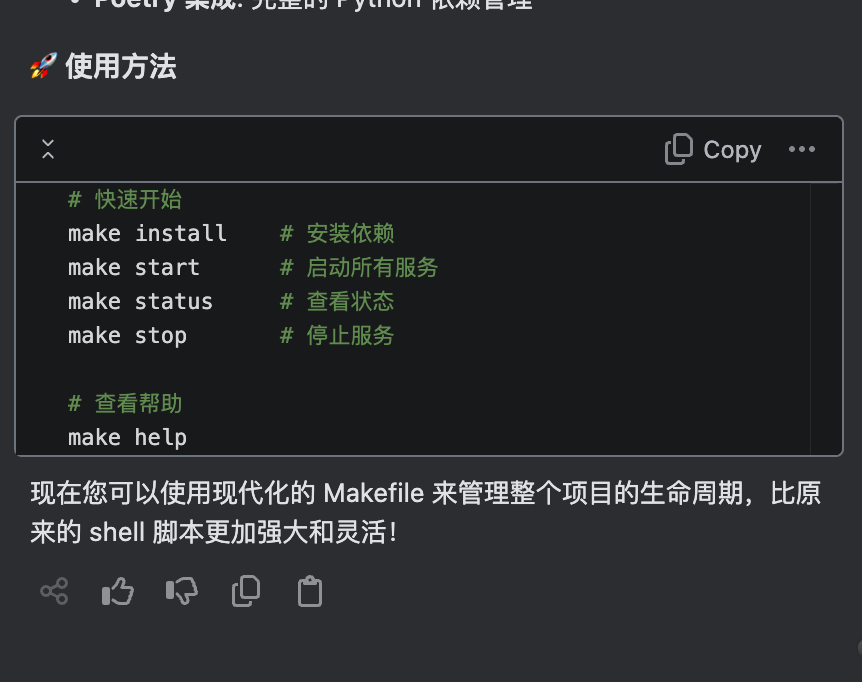 • Poetry 集成: 完整的 Python 依赖管理
🚀 使用方法
Copy
# 快速开始
make install    # 安装依赖
make start      # 启动所有服务
make status     # 查看状态
make stop       # 停止服务
# 查看帮助
make help
现在您可以使用现代化的 Makefile 来管理整个项目的生命周期，比原
来的 shell 脚本更加强大和灵活！